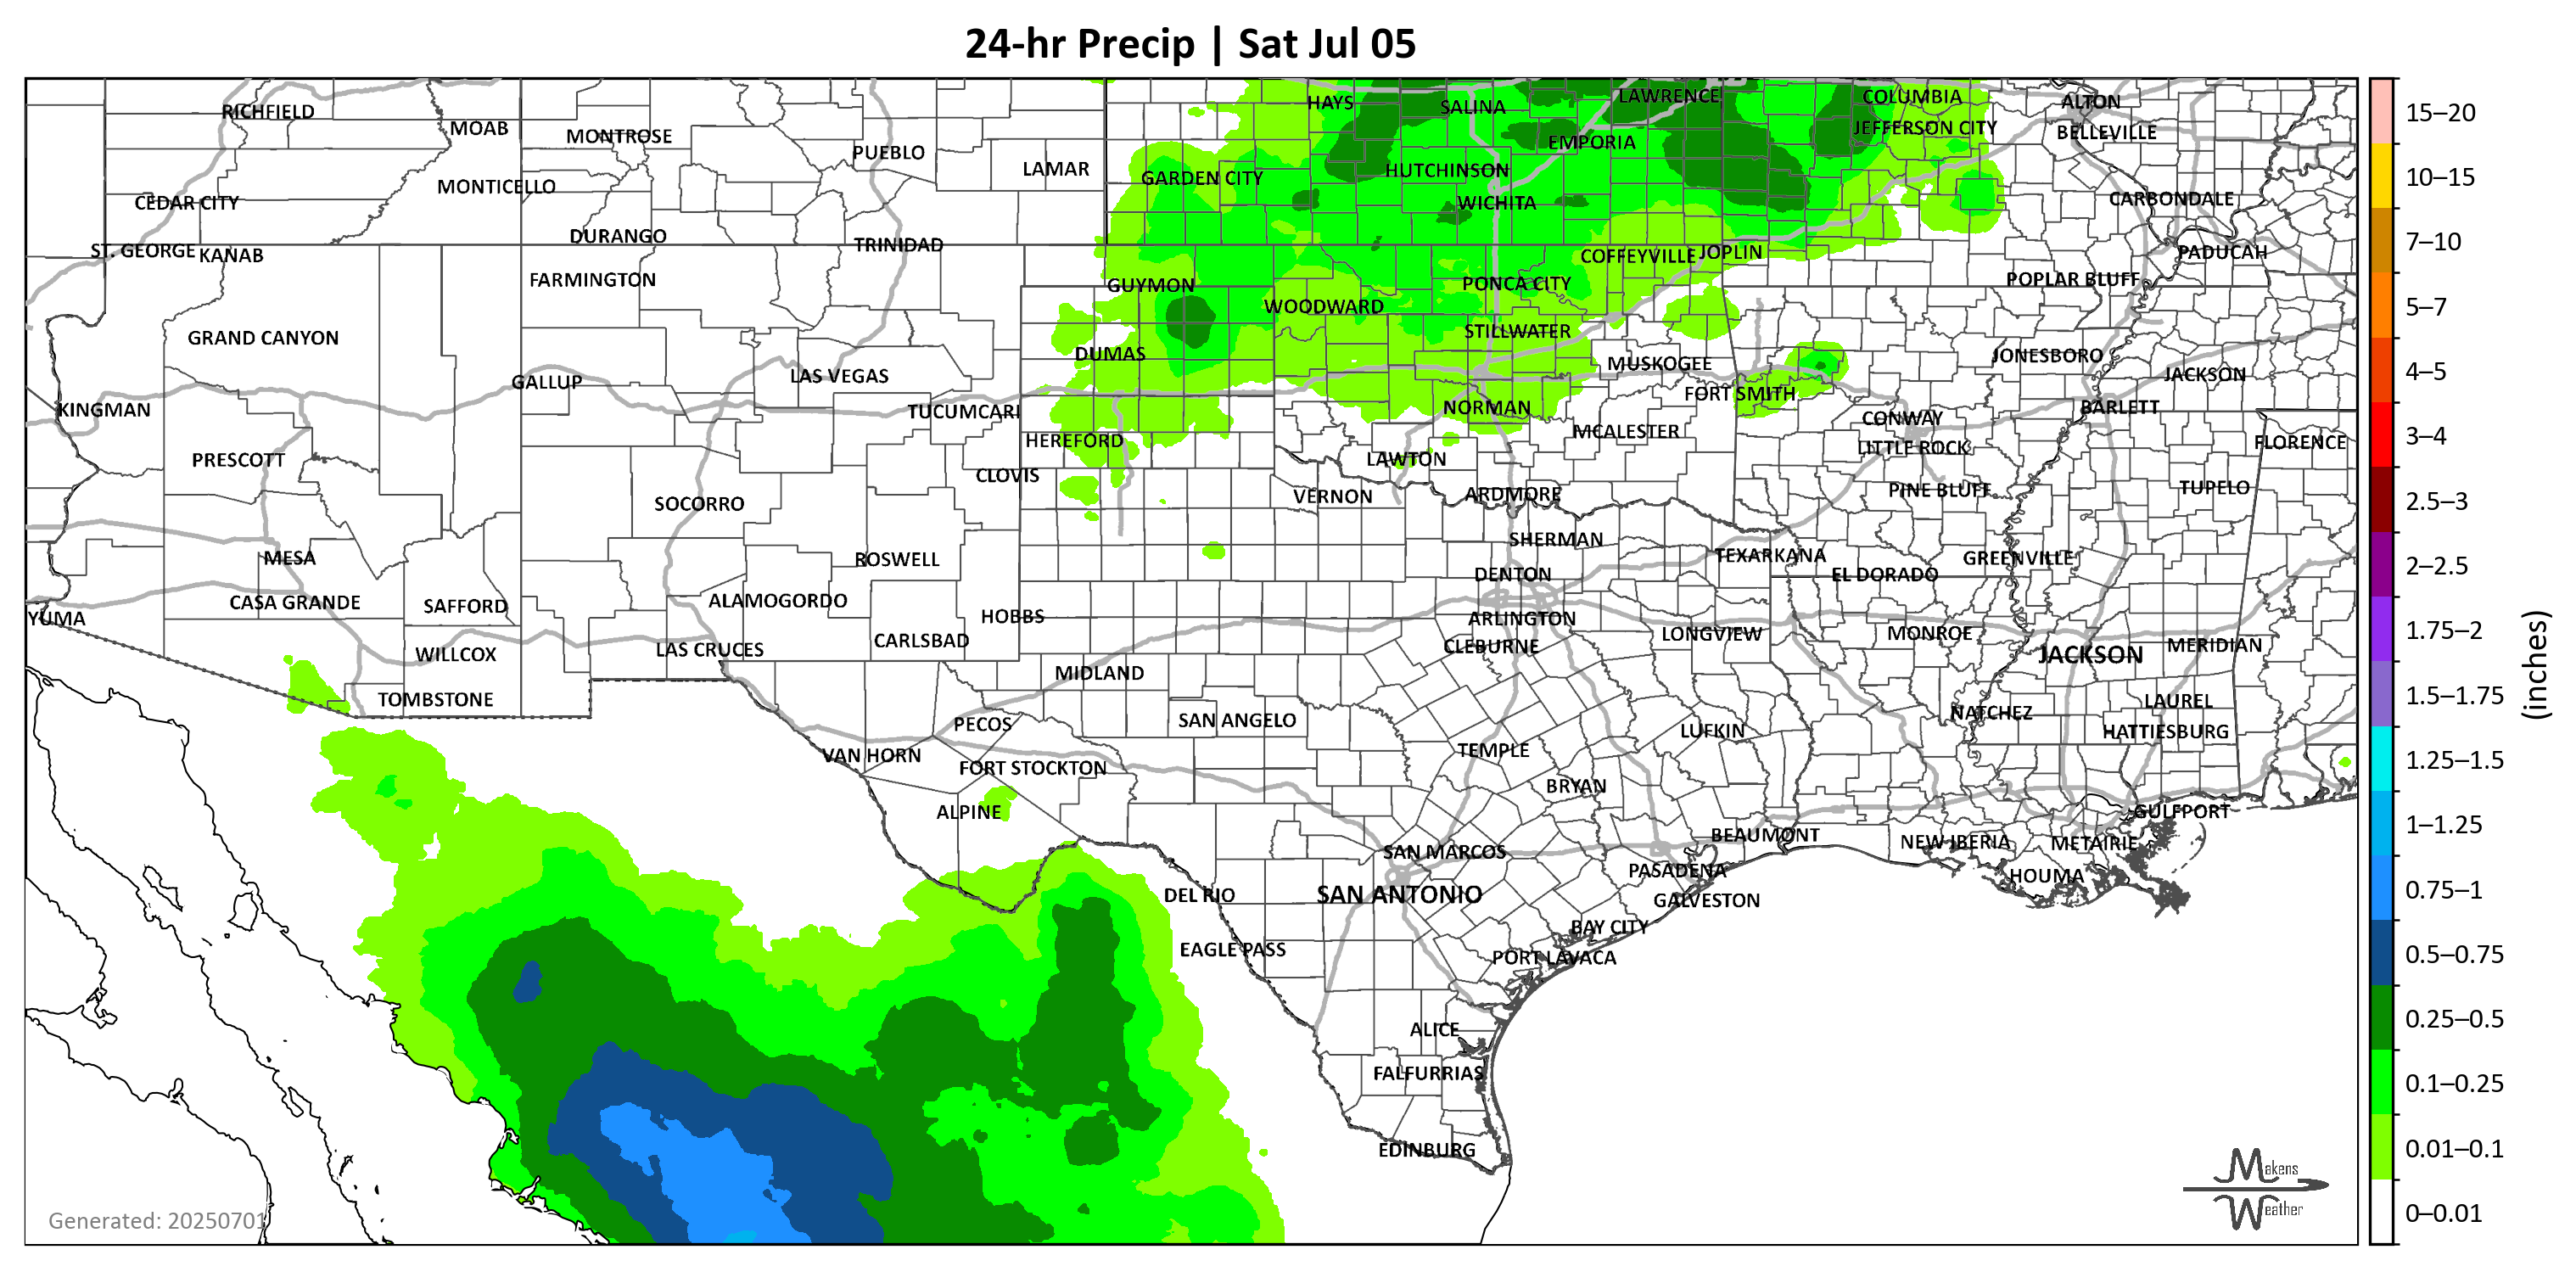 24-hr Precip | Sat Jul 05
RICHFIELD
MOAB
MONTROSE
PUEBLO
LAMAR
HAYS
SALINA
LAWRENCE
COLUMBIA
ALTON
EMPORIA
JEFFERSON CITY
BELLEVILLE
CEDAR CITY
MONTICELLO
GARDEN CITY
HUTCHINSON
WICHITA
CARBONDALE
ST. GEORGE
KANAB
DURANGO
TRINIDAD
COFFEYVILLE
JOPLIN
PADUCAH
FARMINGTON
GUYMON
WOODWARD
PONCA CITY
POPLAR BLUFF
GRAND CANYON
STILLWATER
DUMAS
MUSKOGEE
JONESBORO
GALLUP
LAS VEGAS
JACKSON
KINGMAN
TUCUMCARI
NORMAN
FORT SMITH
CONWAY
BARLETT
PRESCOTT
HEREFORD
MCALESTER
LITTLE ROCK
FLORENCE
CLOVIS
LAWTON
SOCORRO
VERNON
ARDMORE
PINE BLUFF
TUPELO
MESA
ROSWELL
SHERMAN
TEXARKANA
GREENVILLE
DENTON
EL DORADO
YUMA
CASA GRANDE
SAFFORD
ALAMOGORDO
HOBBS
ARLINGTON
WILLCOX
LAS CRUCES
CARLSBAD
CLEBURNE
LONGVIEW
MONROE
JACKSON
MERIDIAN
TOMBSTONE
MIDLAND
PECOS
SAN ANGELO
LUFKIN
NATCHEZ
LAUREL
HATTIESBURG
VAN HORN
FORT STOCKTON
TEMPLE
ALPINE
BRYAN
GULFPORT
SAN MARCOS
BEAUMONT
NEW IBERIA
METAIRIE
DEL RIO
SAN ANTONIO
PASADENA
GALVESTON
HOUMA
EAGLE PASS
BAY CITY
PORT LAVACA
ALICE
FALFURRIAS
EDINBURG
Generated: 20250701
Makens
Weather
15–20
10–15
7–10
5–7
4–5
3–4
2.5–3
2–2.5
1.75–2
1.5–1.75
1.25–1.5
1–1.25
0.75–1
0.5–0.75
0.25–0.5
0.1–0.25
0.01–0.1
0–0.01
(inches)